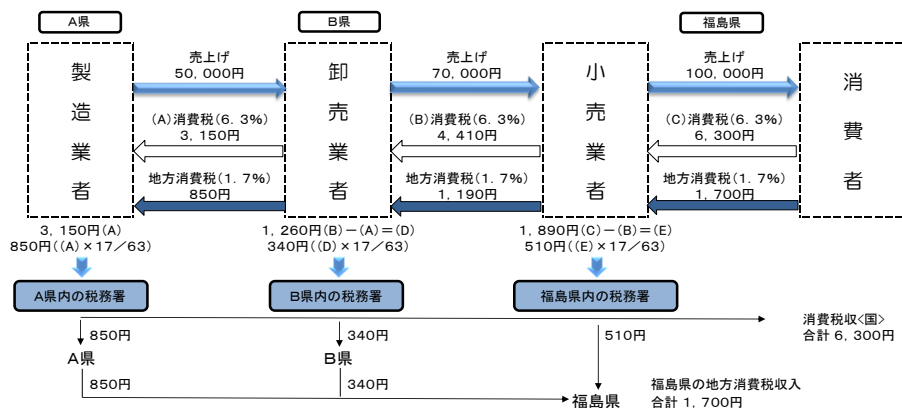 A県
B県
福島県
製造業者
卸売業者
小売業者
消費者
売上げ
50,000円
売上げ
70,000円
売上げ
100,000円
(A)消費税(6.3%)
3,150円
(B)消費税(6.3%)
4,410円
(C)消費税(6.3%)
6,300円
地方消費税(1.7%)
850円
地方消費税(1.7%)
1,190円
地方消費税(1.7%)
1,700円
3,150円(A)
850円((A)×17/63)
1,260円(B)-(A)=(D)
340円((D)×17/63)
1,890円(C)-(B)=(E)
510円((E)×17/63)
A県内の税務署
B県内の税務署
福島県内の税務署
消費税収<国>
合計6,300円
850円
340円
510円
A県
B県
850円
340円
福島県
福島県の地方消費税収入
合計1,700円